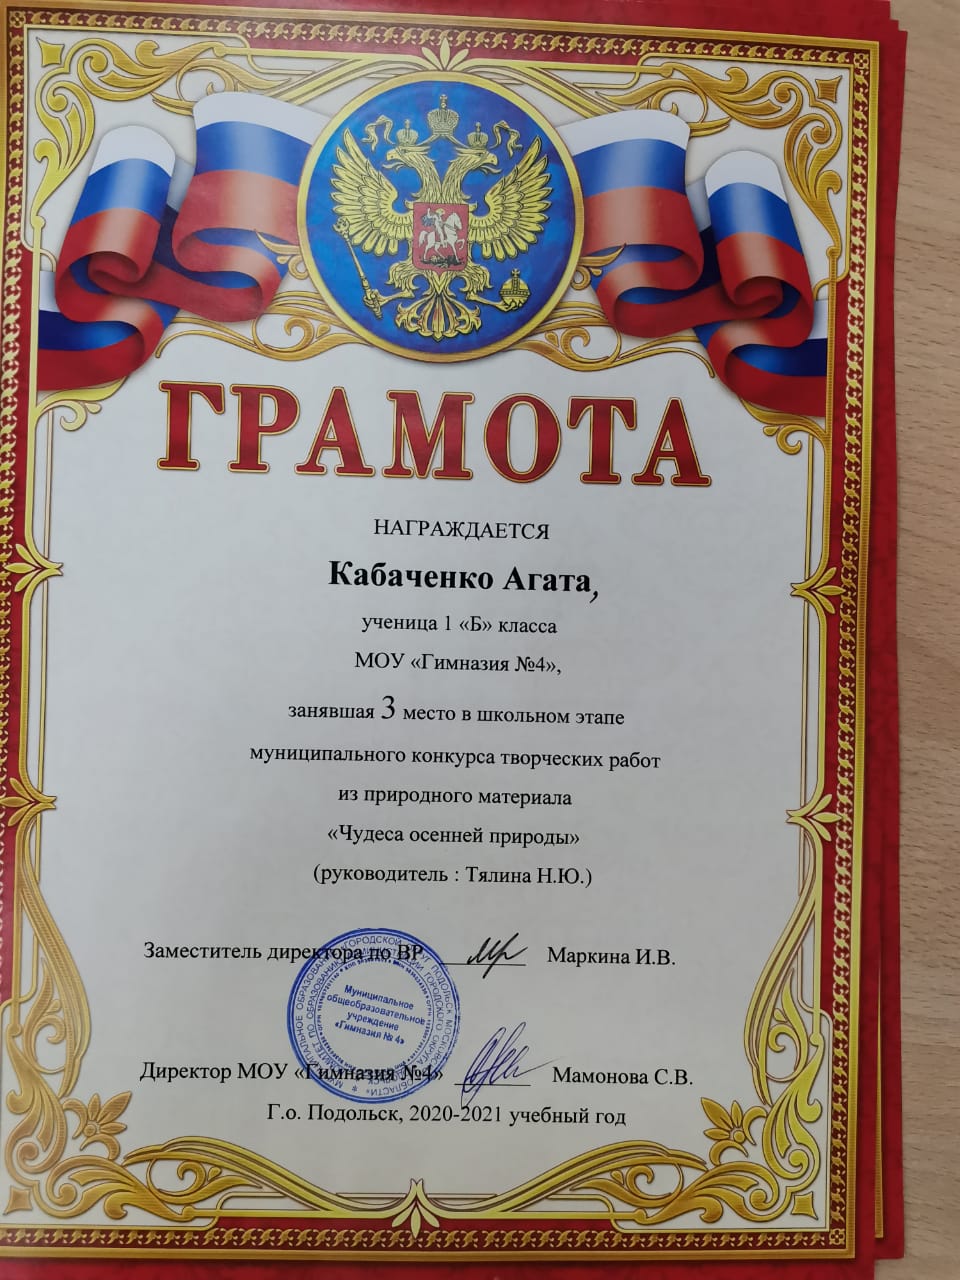 ГРАМОТА
НАГРАЖДАЕТСЯ
Кабаченко Агата,
ученица 1 «Б» класса
МОУ «Гимназия №4»,
занявшая 3 место в школьном этапе
муниципального конкурса творческих работ
из природного материала
«Чудеса осенней природы»
(руководитель : Тялина Н.Ю.)
Заместитель директора по ВР Маркина И.В.
Муниципальное
общеобразовательное
учреждение
«Гимназия № 4»
Директор МОУ «Гимназия №4» Мамонова С.В.
Г.о. Подольск, 2020-2021 учебный год